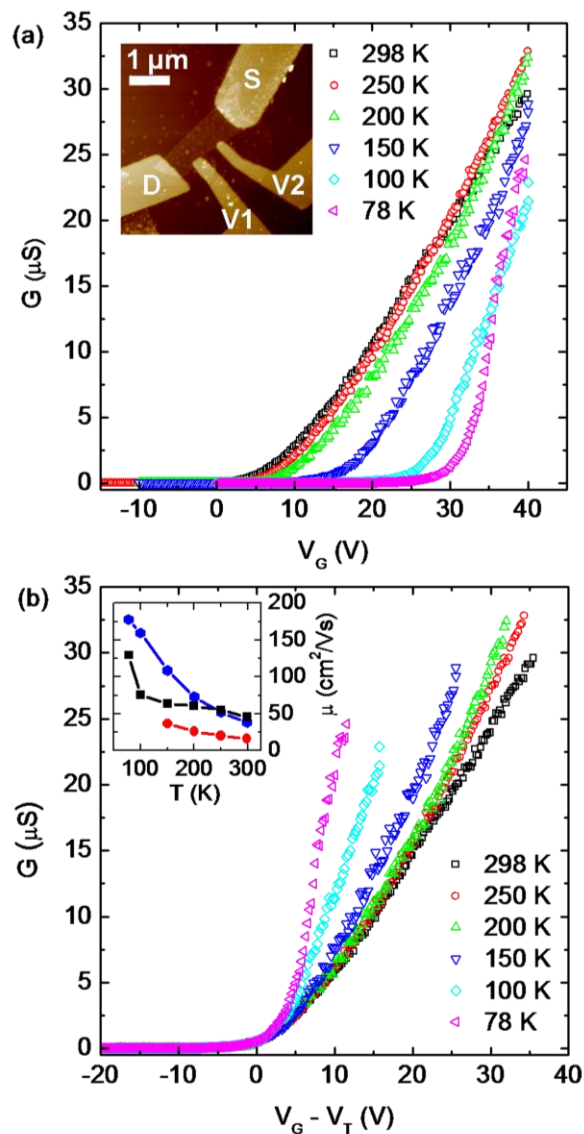 (a)
35
30
25
20
15
10
5
0
G (μS)
1 μm
S
D
V1
V2
298 K
250 K
200 K
150 K
100 K
78 K
-10 0 10 20 30 40
V_G (V)
(b)
35
30
25
20
15
10
5
0
G (μS)
200
150
100
50
0
μ (cm²/Vs)
100 200 300
T (K)
298 K
250 K
200 K
150 K
100 K
78 K
-20 -10 0 10 20 30 40
V_G - V_T (V)